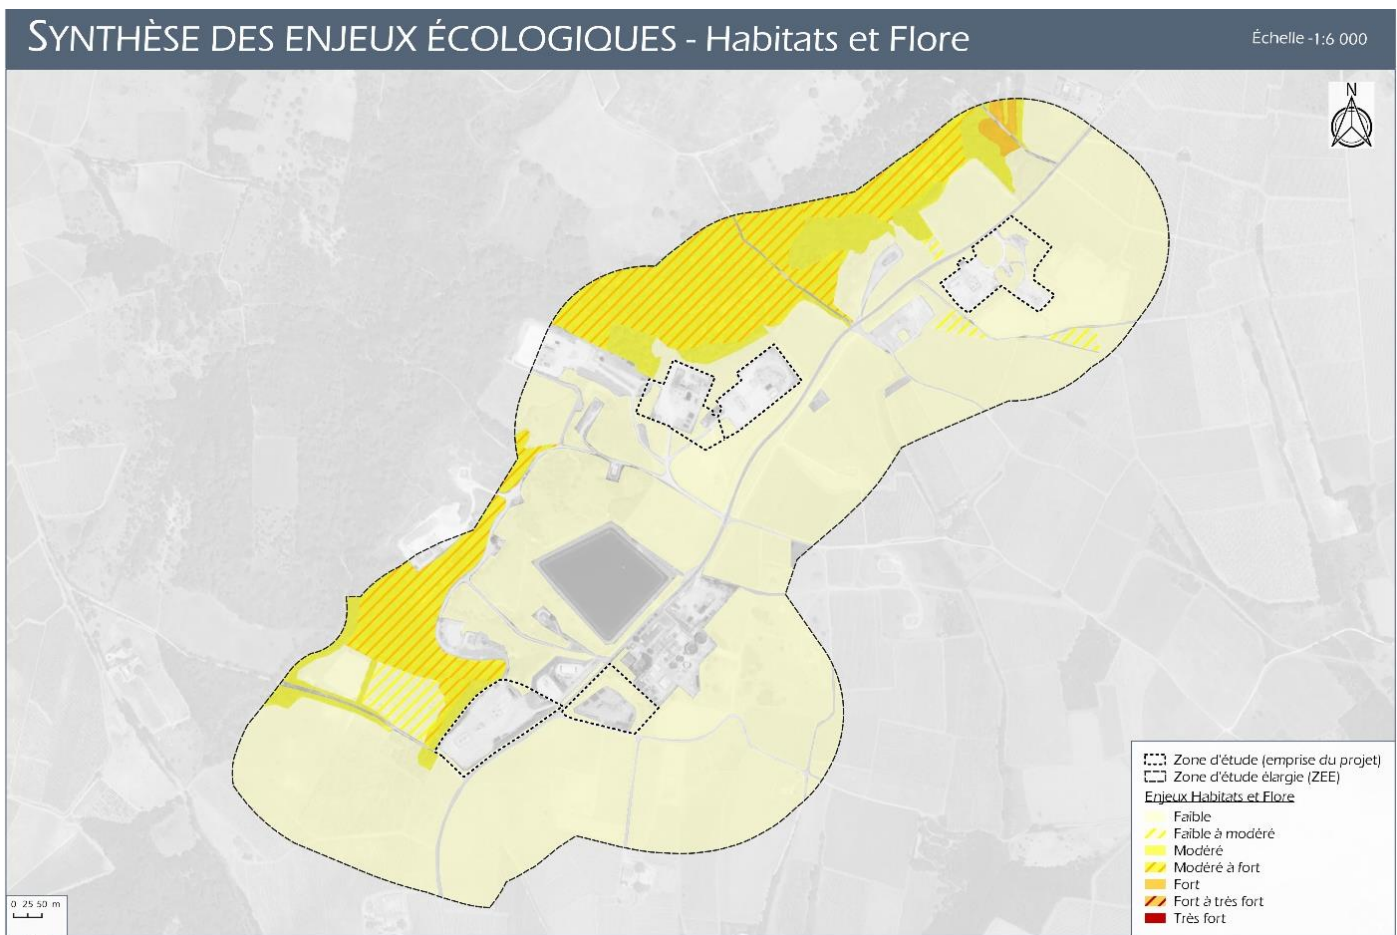 SYNTHÈSE DES ENJEUX ÉCOLOGIQUES - Habitats et Flore
Échelle -1:6 000
N
Zone d'étude (emprise du projet)
Zone d'étude élargie (ZEE)
Enjeux Habitats et Flore
Faible
Faible à modéré
Modéré
Modéré à fort
Fort
Fort à très fort
Très fort
0 25 50 m